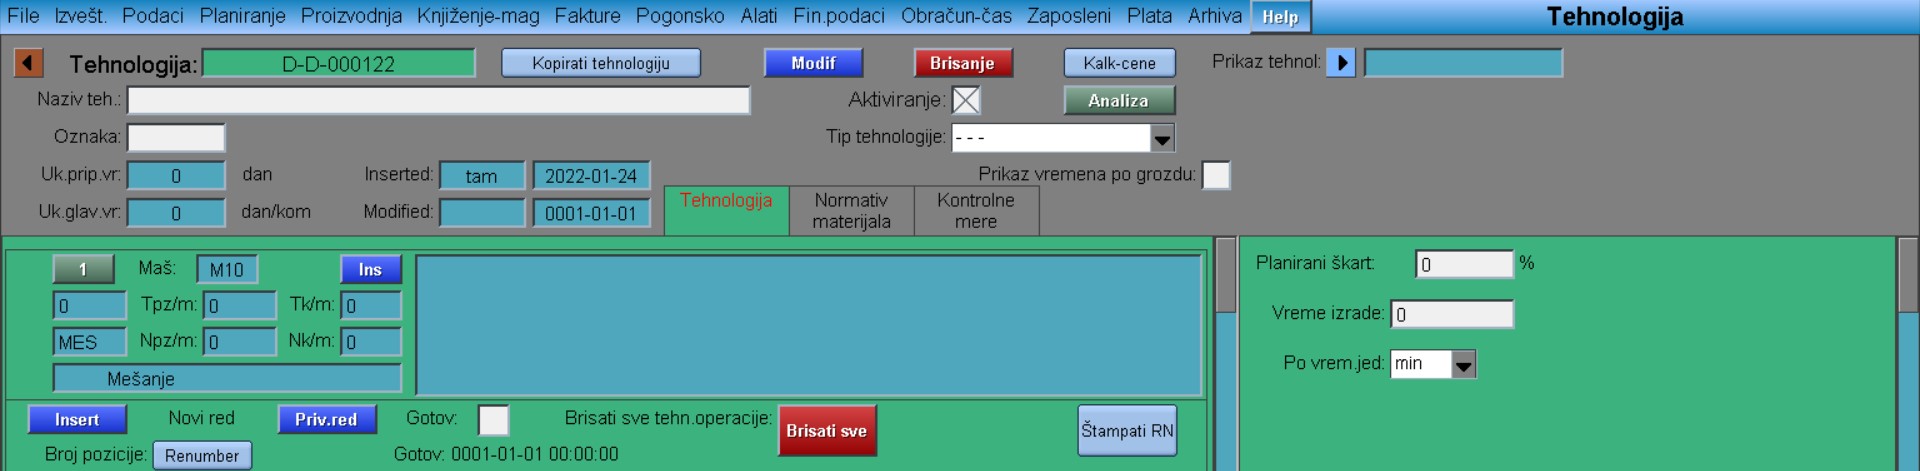 File Izvešt. Podaci Planiranje Proizvodnja Knjiženje-mag Fakture Pogonsko Alati Fin.podaci Obračun-čas Zaposleni Plata Arhiva Help Tehnologija
Tehnologija: D-D-000122 Kopirati tehnologiju Modif Brisanje Kalk-cene Prikaz tehnol:
Naziv teh.: Aktiviranje: Analiza
Oznaka: Tip tehnologije: - - -
Uk.prip.vr: 0 dan Inserted: tam 2022-01-24 Prikaz vremena po grozdu:
Uk.glav.vr: 0 dan/kom Modified: 0001-01-01
Tehnologija Normativ materijala Kontrolne mere
1 Maš: M10 Ins
0 Tpz/m: 0 Tk/m: 0
MES Npz/m: 0 Nk/m: 0
Mešanje
Planirani škart: 0 %
Vreme izrade: 0
Po vrem.jed: min
Insert Novi red Priv.red Gotov: Brisati sve tehn.operacije: Brisati sve Štampati RN
Broj pozicije: Renumber Gotov: 0001-01-01 00:00:00